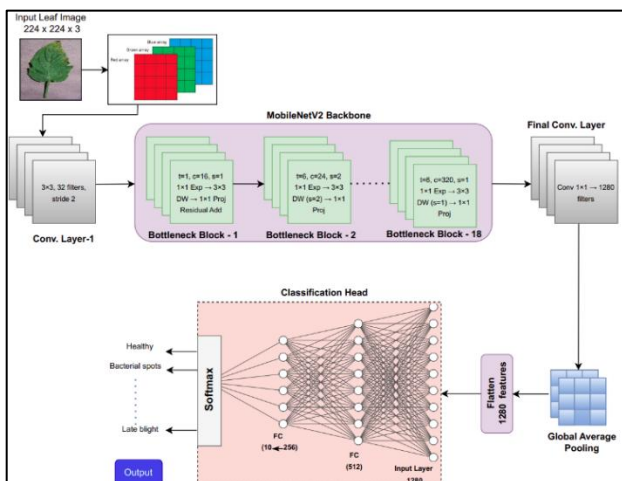 Input Leaf Image
224 x 224 x 3
Blue array
Green array
Red array
MobileNetV2 Backbone
Final Conv. Layer
3×3, 32 filters,
stride 2
Conv. Layer-1
t=1, c=16, s=1
1×1 Exp → 3×3
DW → 1×1 Proj
Residual Add
Bottleneck Block - 1
t=6, c=24, s=2
1×1 Exp → 3×3
DW (s=2) → 1×1
Proj
Bottleneck Block - 2
t=6, c=320, s=1
1×1 Exp → 3×3
DW (s=1) → 1×1
Proj
Bottleneck Block - 18
Conv 1×1 → 1280
filters
Classification Head
Healthy
Bacterial spots
Late blight
Softmax
FC
(10 ← 256)
FC
(512)
Input Layer
1280
Flatten
1280 features
Global Average
Pooling
Output